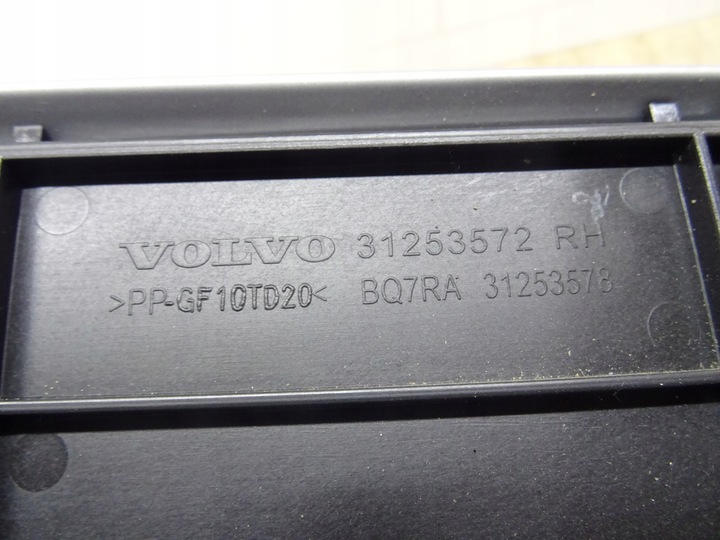 VOLVO 31253572 RH
>PP-GF10TD20< BQ7RA 31253578